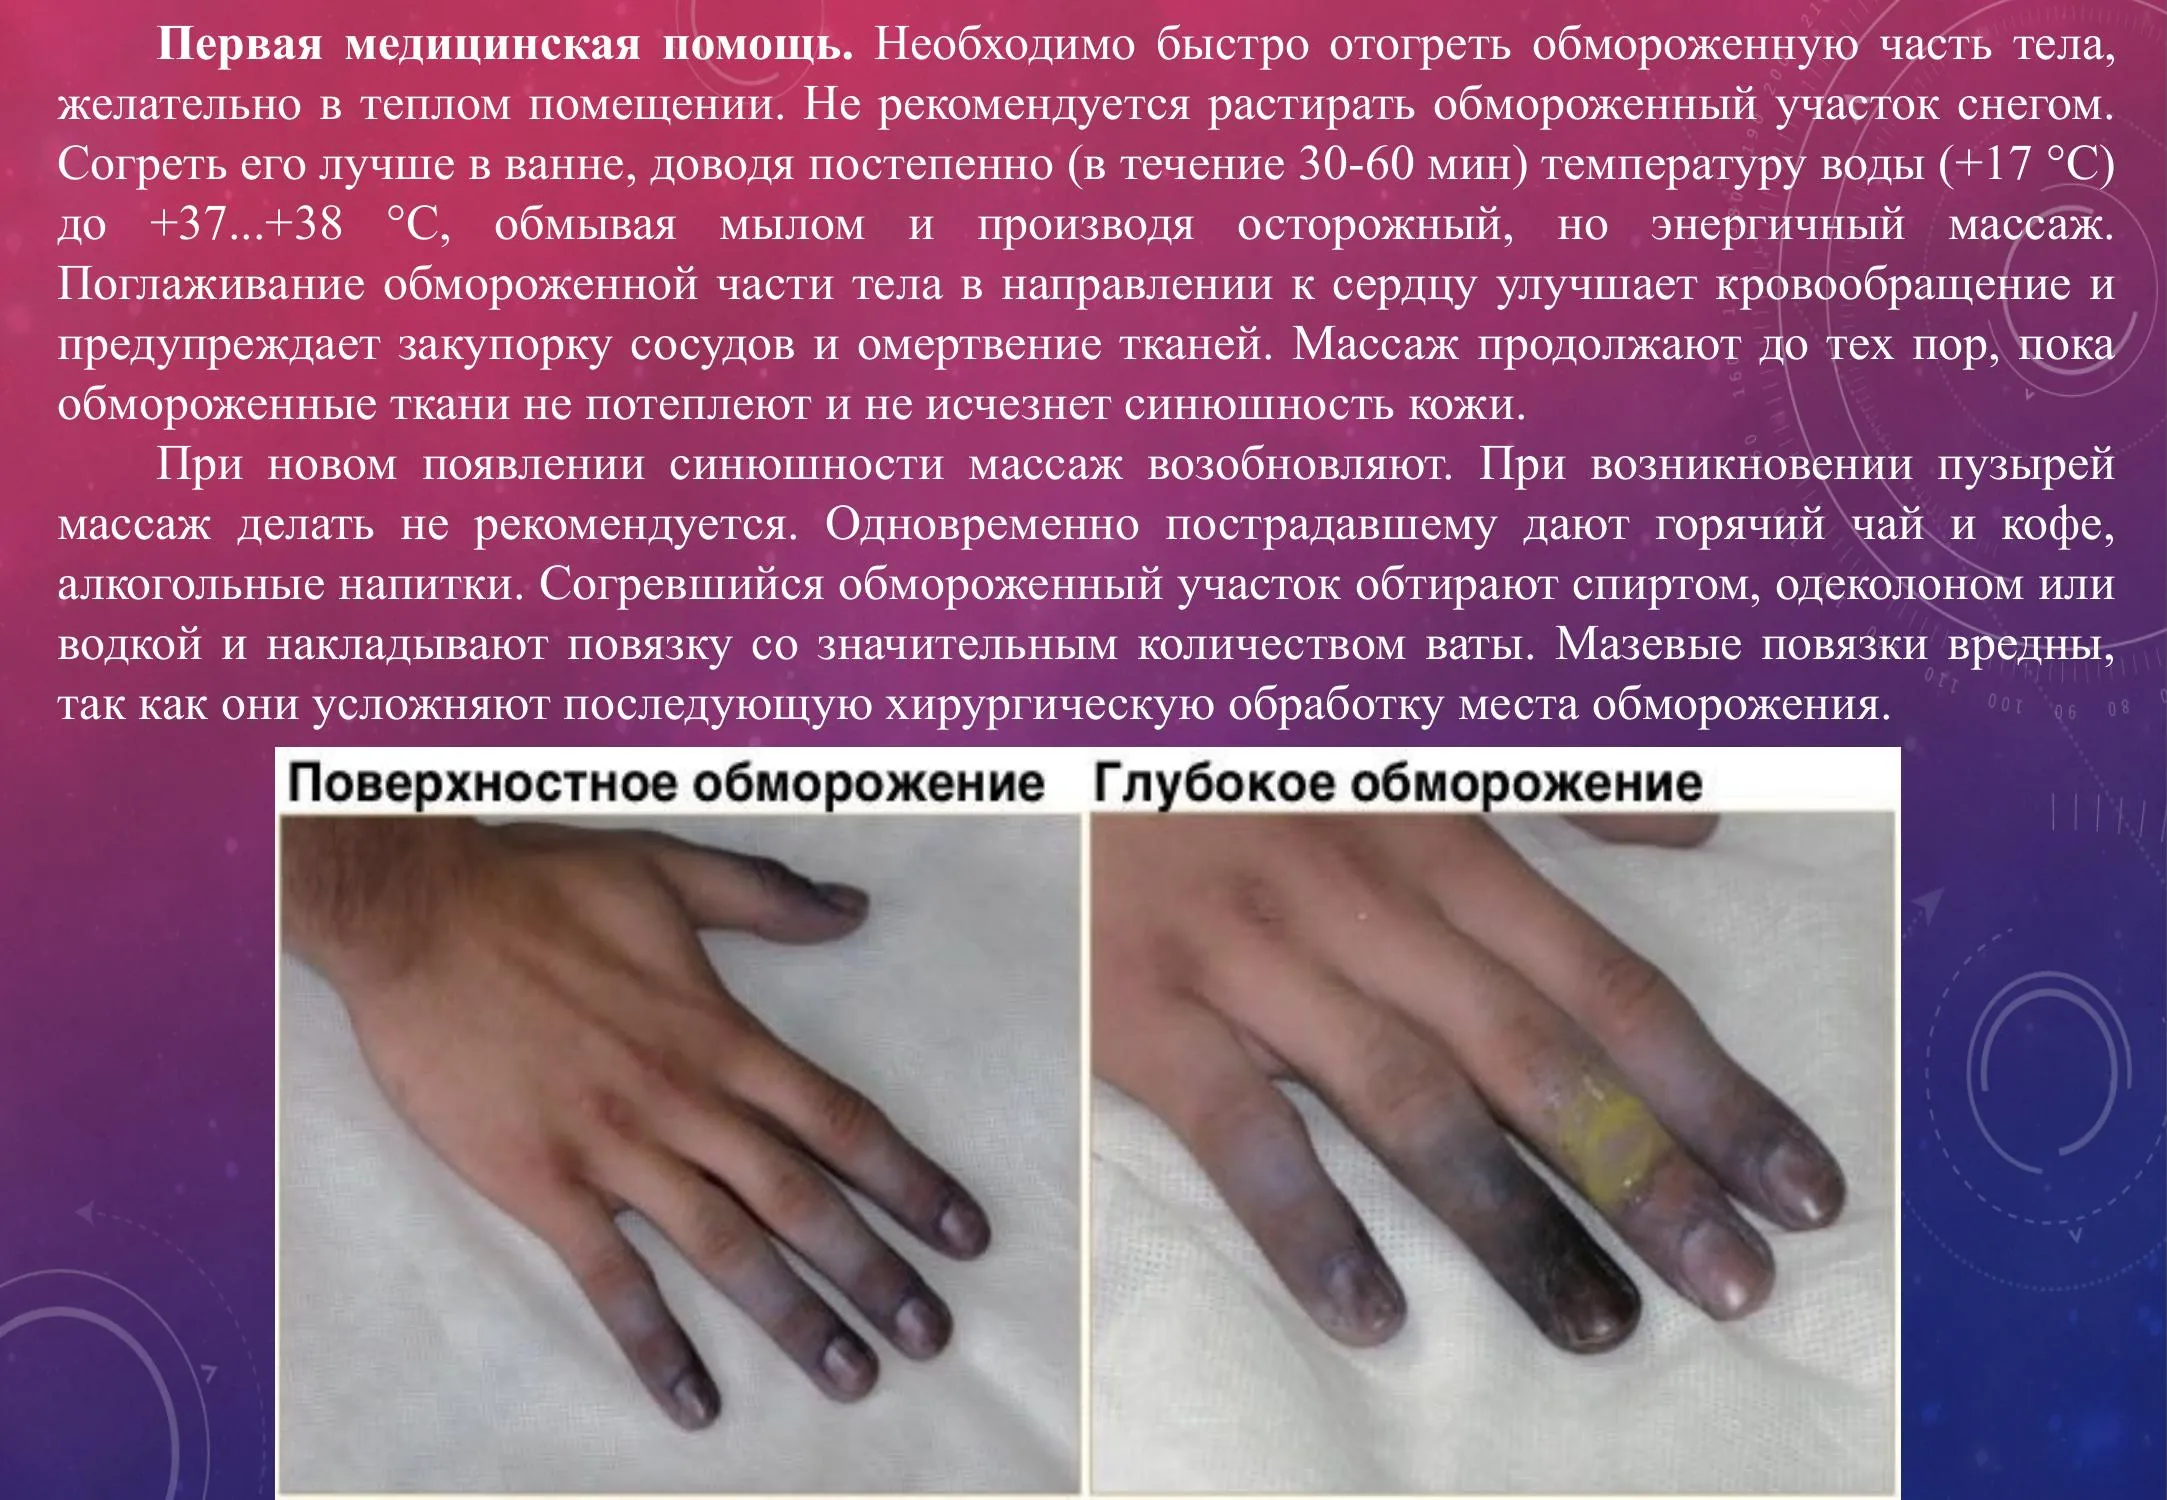 Первая медицинская помощь. Необходимо быстро отогреть обмороженную часть тела,
желательно в теплом помещении. Не рекомендуется растирать обмороженный участок снегом.
Согреть его лучше в ванне, доводя постепенно (в течение 30-60 мин) температуру воды (+17 °С)
до +37...+38 °С, обмывая мылом и производя осторожный, но энергичный массаж.
Поглаживание обмороженной части тела в направлении к сердцу улучшает кровообращение и
предупреждает закупорку сосудов и омертвение тканей. Массаж продолжают до тех пор, пока
обмороженные ткани не потеплеют и не исчезнет синюшность кожи.
При новом появлении синюшности массаж возобновляют. При возникновении пузырей
массаж делать не рекомендуется. Одновременно пострадавшему дают горячий чай и кофе,
алкогольные напитки. Согревшийся обмороженный участок обтирают спиртом, одеколоном или
водкой и накладывают повязку со значительным количеством ваты. Мазевые повязки вредны,
так как они усложняют последующую хирургическую обработку места обморожения.
Поверхностное обморожение
Глубокое обморожение